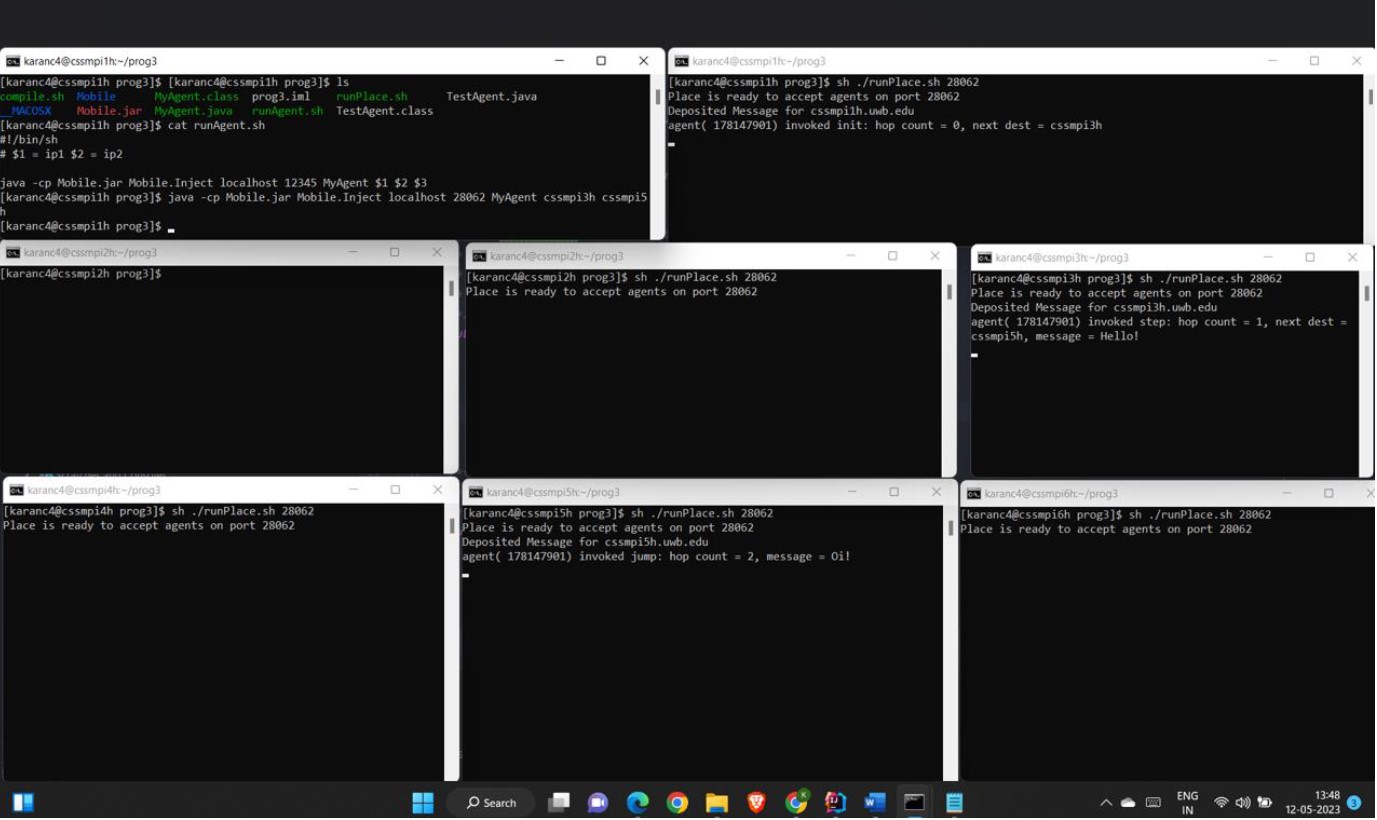 karanc4@cssmpi1h:~/prog3
[karanc4@cssmpi1h prog3]$ [karanc4@cssmpi1h prog3]$ ls
compile.sh Mobile MyAgent.class prog3.iml runPlace.sh TestAgent.java
__MACOSX Mobile.jar MyAgent.java runAgent.sh TestAgent.class
[karanc4@cssmpi1h prog3]$ cat runAgent.sh
#!/bin/sh
# $1 = ip1 $2 = ip2
java -cp Mobile.jar Mobile.Inject localhost 12345 MyAgent $1 $2 $3
[karanc4@cssmpi1h prog3]$ java -cp Mobile.jar Mobile.Inject localhost 28062 MyAgent cssmpi3h cssmpi5
h
[karanc4@cssmpi1h prog3]$
karanc4@cssmpi1h:~/prog3
[karanc4@cssmpi1h prog3]$ sh ./runPlace.sh 28062
Place is ready to accept agents on port 28062
Deposited Message for cssmpi1h.uwb.edu
agent( 178147901) invoked init: hop count = 0, next dest = cssmpi3h
karanc4@cssmpi2h:~/prog3
[karanc4@cssmpi2h prog3]$
karanc4@cssmpi2h:~/prog3
[karanc4@cssmpi2h prog3]$ sh ./runPlace.sh 28062
Place is ready to accept agents on port 28062
karanc4@cssmpi3h:~/prog3
[karanc4@cssmpi3h prog3]$ sh ./runPlace.sh 28062
Place is ready to accept agents on port 28062
Deposited Message for cssmpi3h.uwb.edu
agent( 178147901) invoked step: hop count = 1, next dest =
cssmpi5h, message = Hello!
karanc4@cssmpi4h:~/prog3
[karanc4@cssmpi4h prog3]$ sh ./runPlace.sh 28062
Place is ready to accept agents on port 28062
karanc4@cssmpi5h:~/prog3
[karanc4@cssmpi5h prog3]$ sh ./runPlace.sh 28062
Place is ready to accept agents on port 28062
Deposited Message for cssmpi5h.uwb.edu
agent( 178147901) invoked jump: hop count = 2, message = Oi!
karanc4@cssmpi6h:~/prog3
[karanc4@cssmpi6h prog3]$ sh ./runPlace.sh 28062
Place is ready to accept agents on port 28062
Search
ENG
IN
13:48
12-05-2023
3